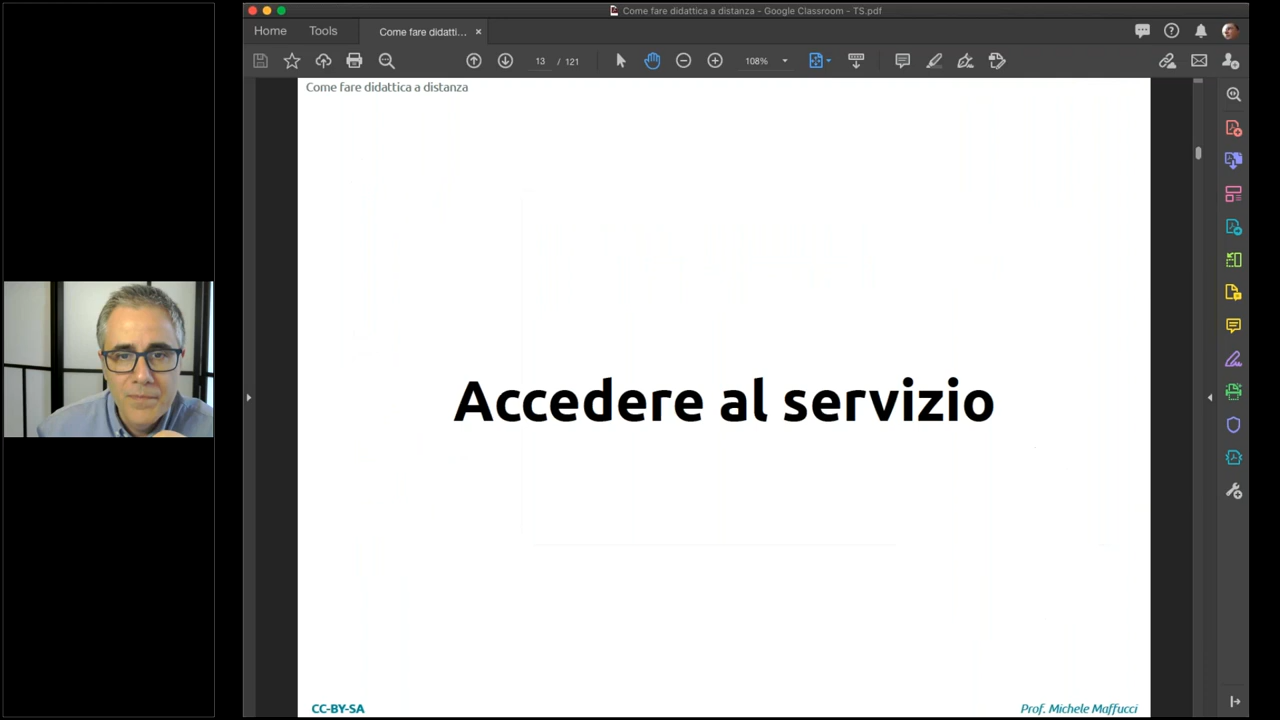 Come fare didattica a distanza - Google Classroom - TS.pdf
Home
Tools
Come fare didatti...
×
13 / 121
108%
Come fare didattica a distanza
Accedere al servizio
CC-BY-SA
Prof. Michele Maffucci